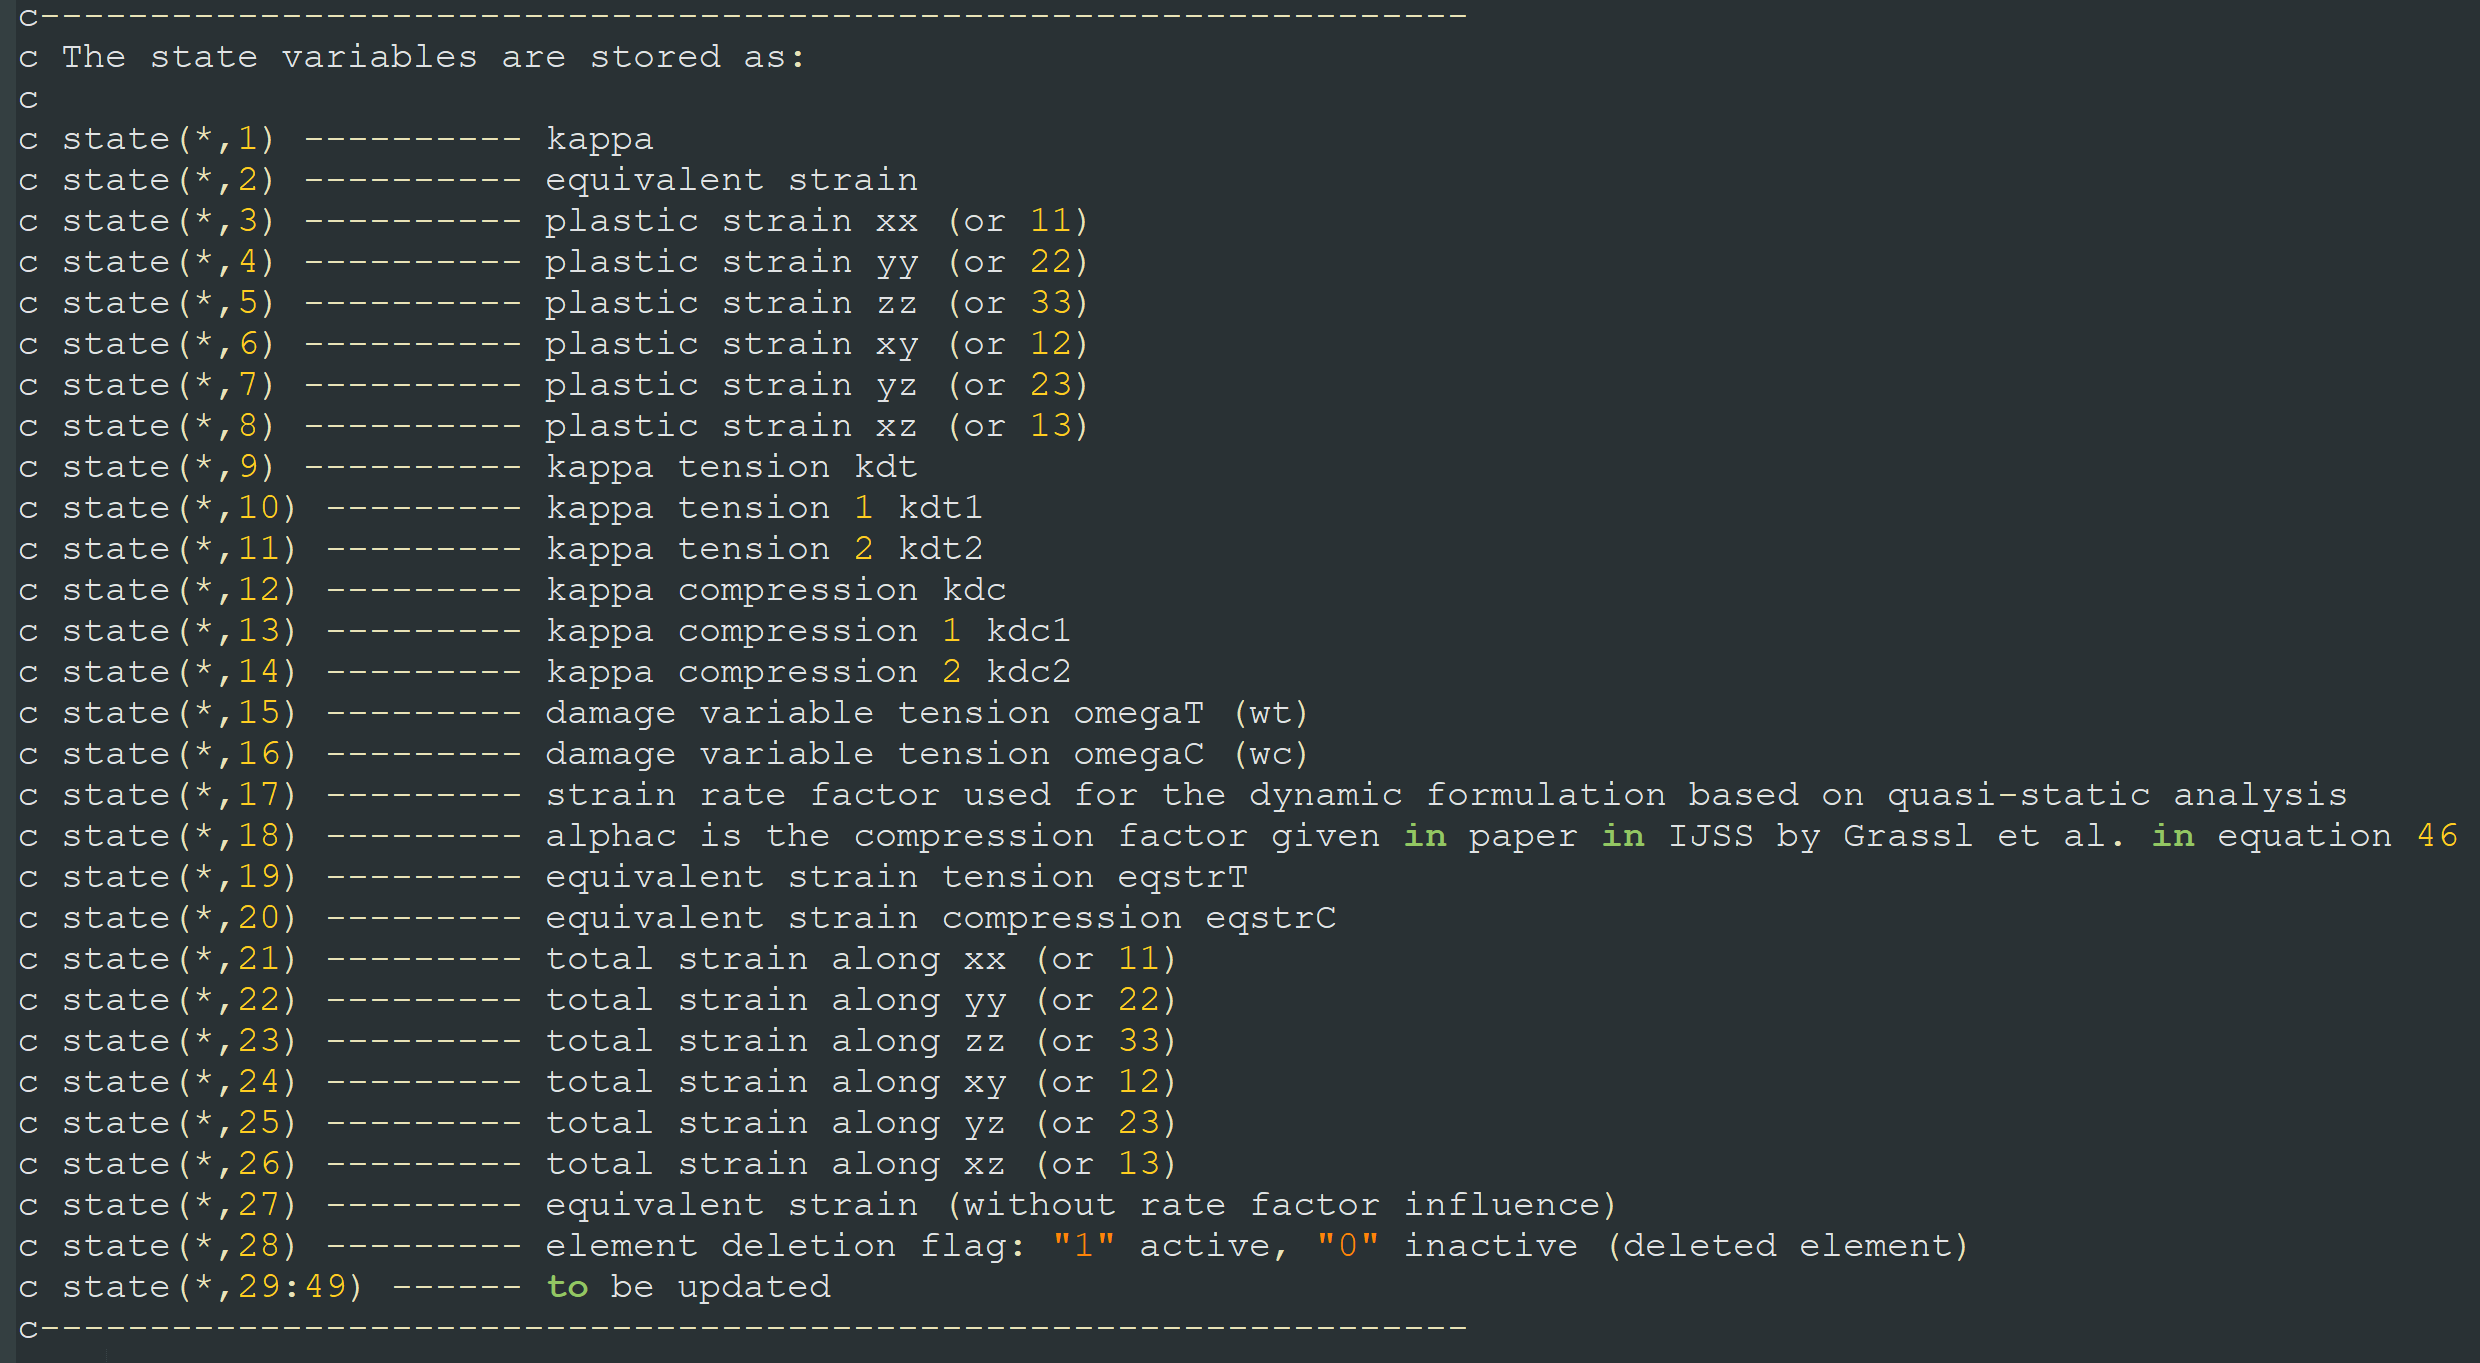 c-----------------------------------------------------------------
c The state variables are stored as:
c
c state(*,1) ---------- kappa
c state(*,2) ---------- equivalent strain
c state(*,3) ---------- plastic strain xx (or 11)
c state(*,4) ---------- plastic strain yy (or 22)
c state(*,5) ---------- plastic strain zz (or 33)
c state(*,6) ---------- plastic strain xy (or 12)
c state(*,7) ---------- plastic strain yz (or 23)
c state(*,8) ---------- plastic strain xz (or 13)
c state(*,9) ---------- kappa tension kdt
c state(*,10) --------- kappa tension 1 kdt1
c state(*,11) --------- kappa tension 2 kdt2
c state(*,12) --------- kappa compression kdc
c state(*,13) --------- kappa compression 1 kdc1
c state(*,14) --------- kappa compression 2 kdc2
c state(*,15) --------- damage variable tension omegaT (wt)
c state(*,16) --------- damage variable tension omegaC (wc)
c state(*,17) --------- strain rate factor used for the dynamic formulation based on quasi-static analysis
c state(*,18) --------- alphac is the compression factor given in paper in IJSS by Grassl et al. in equation 46
c state(*,19) --------- equivalent strain tension eqstrT
c state(*,20) --------- equivalent strain compression eqstrC
c state(*,21) --------- total strain along xx (or 11)
c state(*,22) --------- total strain along yy (or 22)
c state(*,23) --------- total strain along zz (or 33)
c state(*,24) --------- total strain along xy (or 12)
c state(*,25) --------- total strain along yz (or 23)
c state(*,26) --------- total strain along xz (or 13)
c state(*,27) --------- equivalent strain (without rate factor influence)
c state(*,28) --------- element deletion flag: "1" active, "0" inactive (deleted element)
c state(*,29:49) ------ to be updated
c-----------------------------------------------------------------